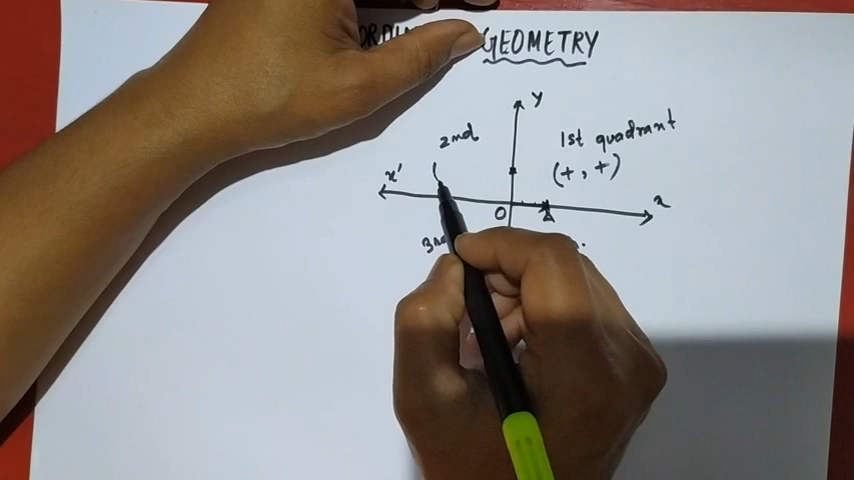 GEOMETRY
y
2nd
1st quadrant
x'
(
(+, +)
x
O
A